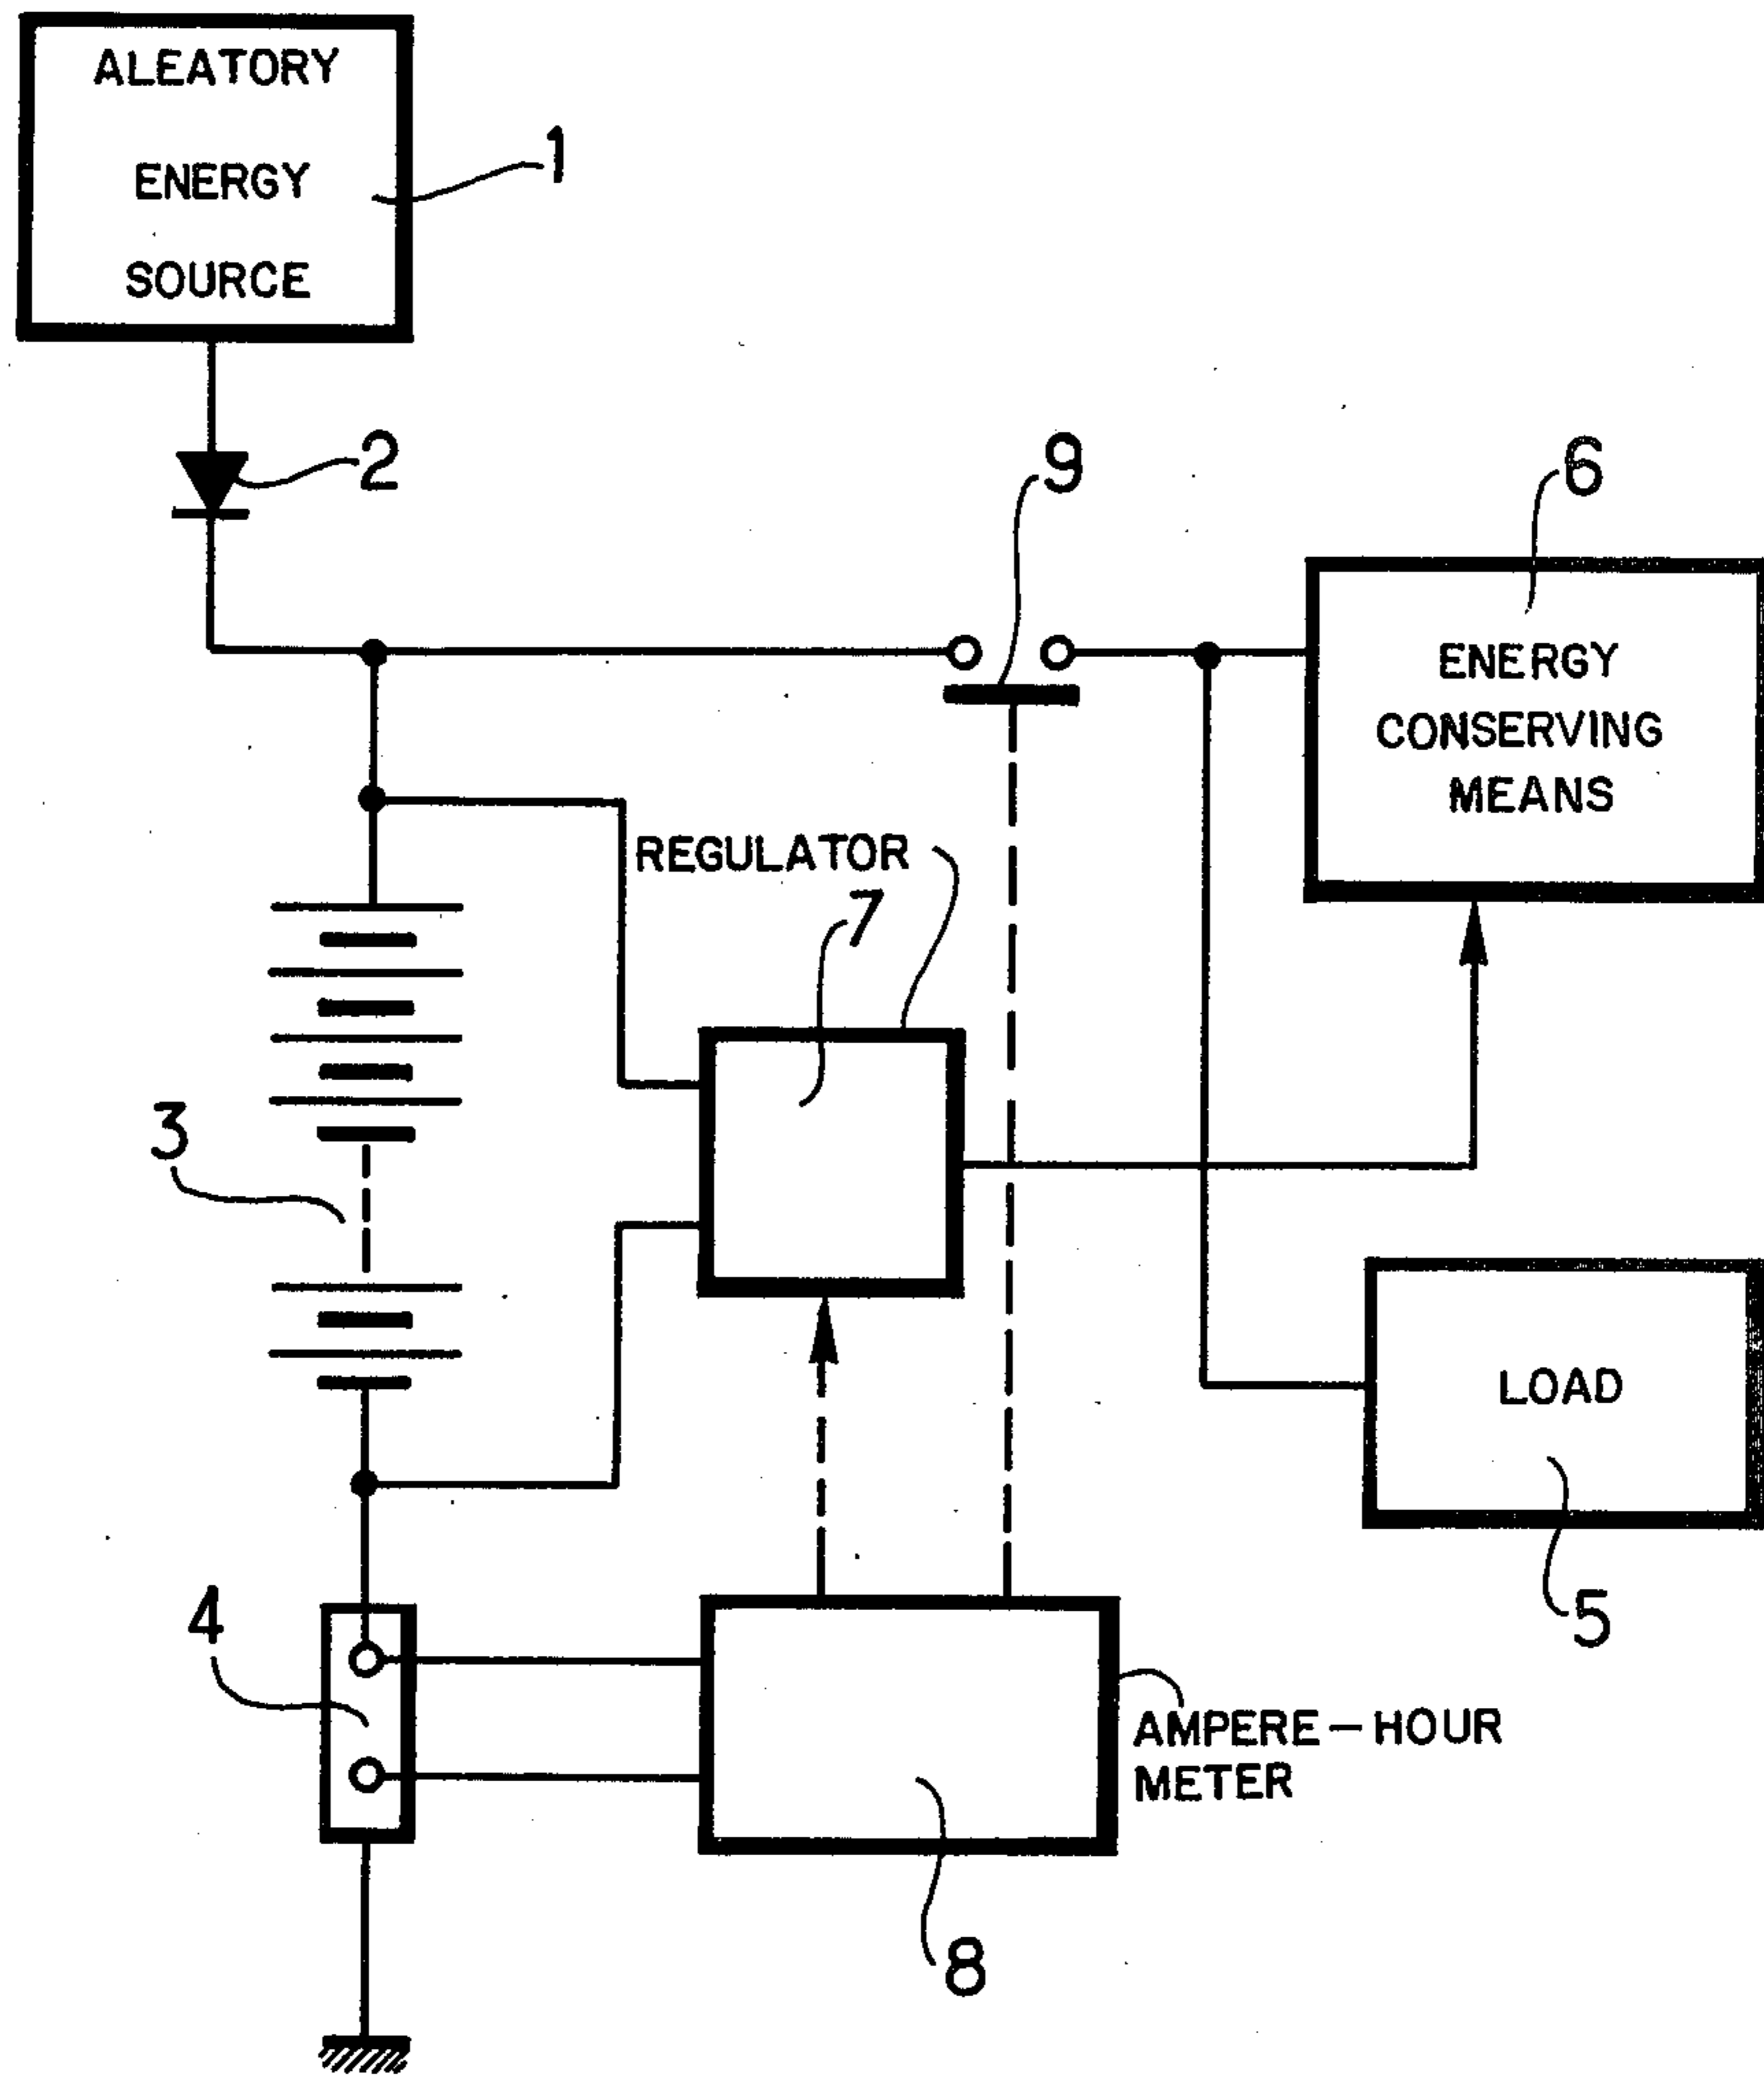 ALEATORY
ENERGY
SOURCE
1
2
9
6
ENERGY
CONSERVING
MEANS
REGULATOR
7
3
LOAD
5
4
AMPERE-HOUR
METER
8